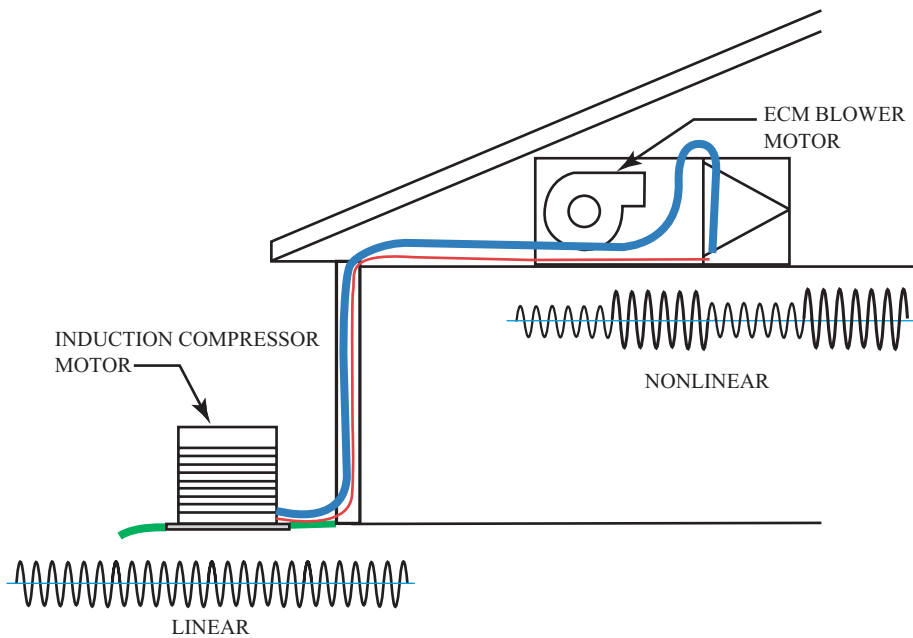 ECM BLOWER
MOTOR
INDUCTION COMPRESSOR
MOTOR
NONLINEAR
LINEAR